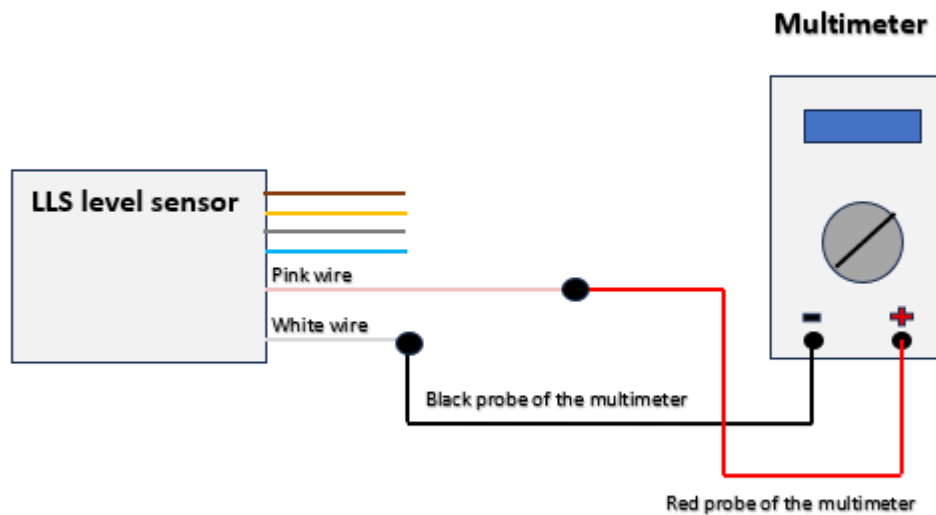 Multimeter
LLS level sensor
Pink wire
White wire
- +
Black probe of the multimeter
Red probe of the multimeter